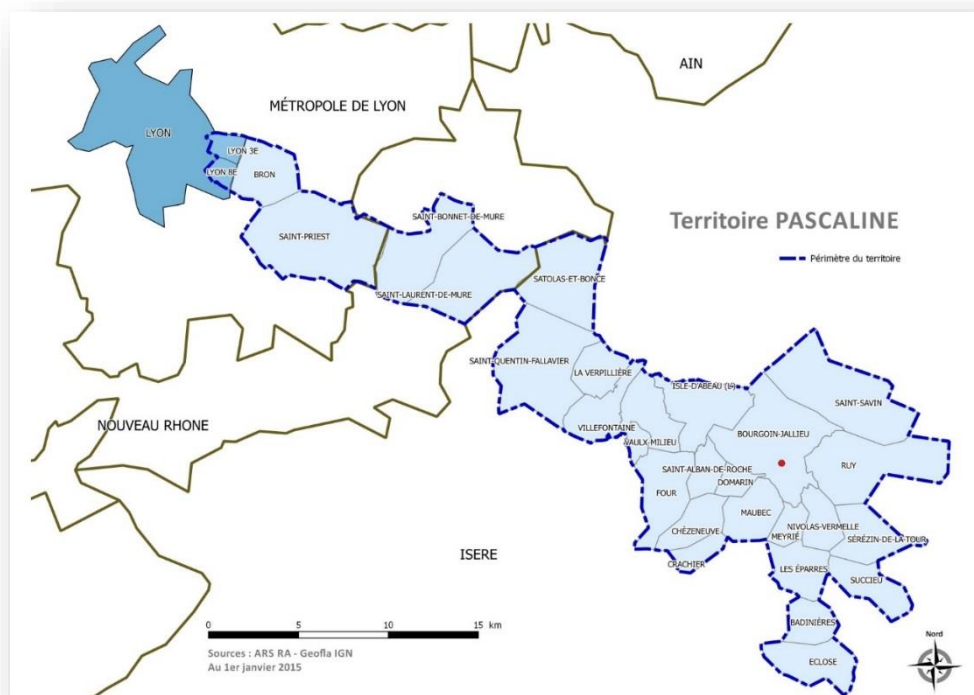 AIN
MÉTROPOLE DE LYON
LYON
LYON 3E
LYON 8E
BRON
SAINT-BONNET-DE-MURE
Territoire PASCALINE
SAINT-PRIEST
Périmètre du territoire
SATOLAS-ET-BONCE
SAINT-LAURENT-DE-MURE
SAINT-QUENTIN-FALLAVIER
LA VERPILLIÈRE
ISLE-D'ABEAU (L')
SAINT-SAVIN
NOUVEAU RHONE
VILLEFONTAINE
BOURGOIN-JALLIEU
VAULX-MILIEU
SAINT-ALBAN-DE-ROCHE
RUY
DOMARIN
FOUR
MAUBEC
CHÈZENEUVE
NIVOLAS-VERMELLE
MEYRIÉ
SÉRÉZIN-DE-LA-TOUR
ISERE
CRACHIER
LES ÉPARRES
SUCCIEU
BADINIÈRES
ECLOSE
0 5 10 15 km
Sources : ARS RA - Geofla IGN
Au 1er janvier 2015
Nord